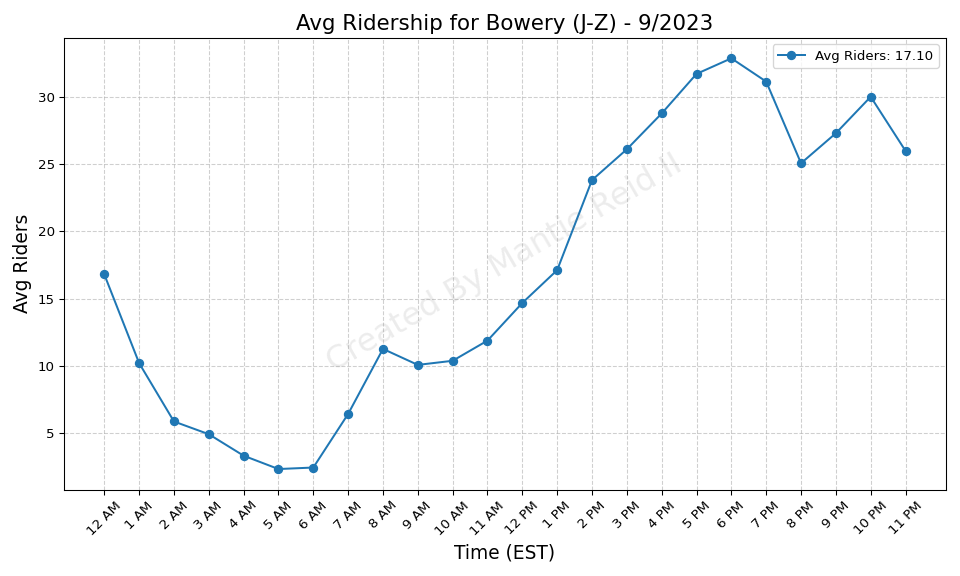 Avg Ridership for Bowery (J-Z) - 9/2023
Avg Riders: 17.10
Avg Riders
30
25
20
15
10
5
Created By Mantic Reid II
12 AM
1 AM
2 AM
3 AM
4 AM
5 AM
6 AM
7 AM
8 AM
9 AM
10 AM
11 AM
12 PM
1 PM
2 PM
3 PM
4 PM
5 PM
6 PM
7 PM
8 PM
9 PM
10 PM
11 PM
Time (EST)